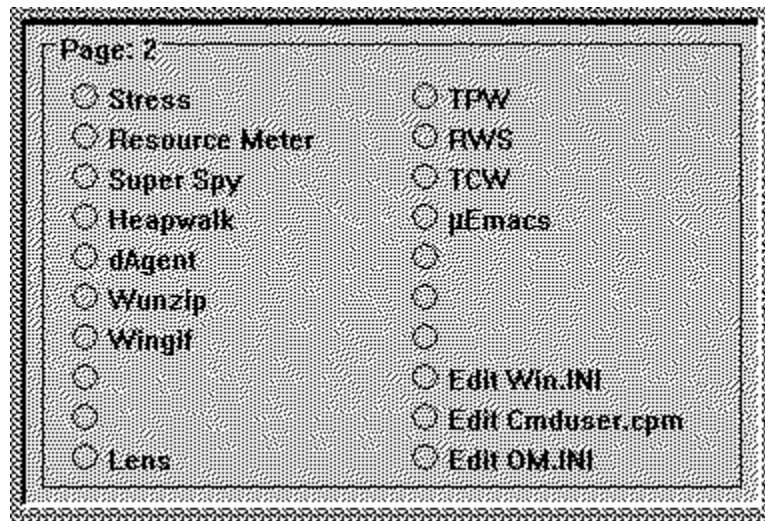 Page: 2
Stress
Resource Meter
Super Spy
Heapwalk
dAgent
Wunzip
Wingif
Lens
TPW
RWS
TCW
µEmacs
Edit Win.INI
Edit Cmduser.cpm
Edit OM.INI